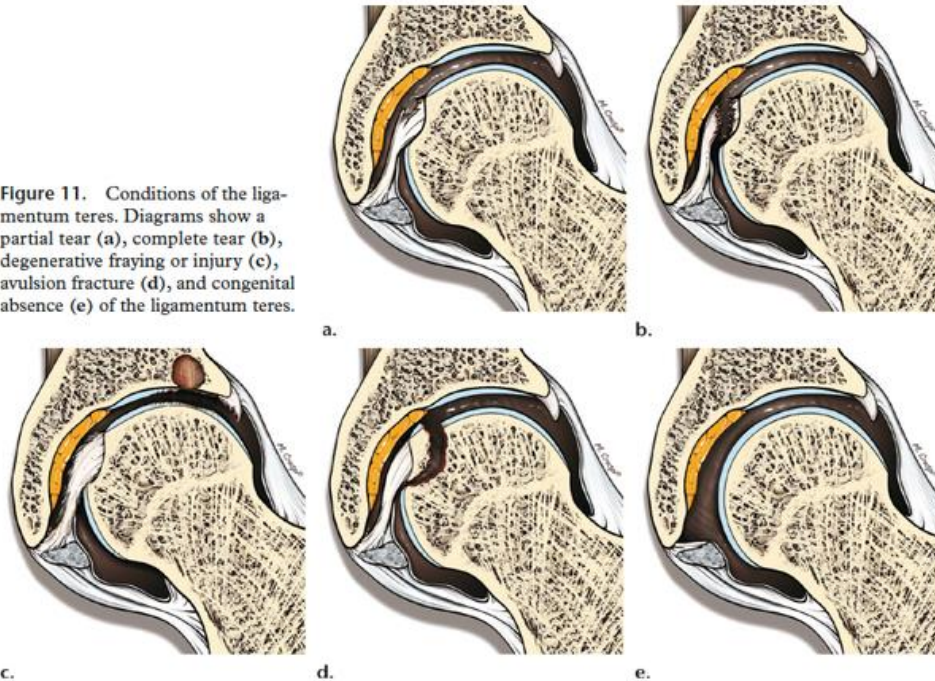 Figure 11. Conditions of the liga-
mentum teres. Diagrams show a
partial tear (a), complete tear (b),
degenerative fraying or injury (c),
avulsion fracture (d), and congenital
absence (e) of the ligamentum teres.
a.
b.
c.
d.
e.